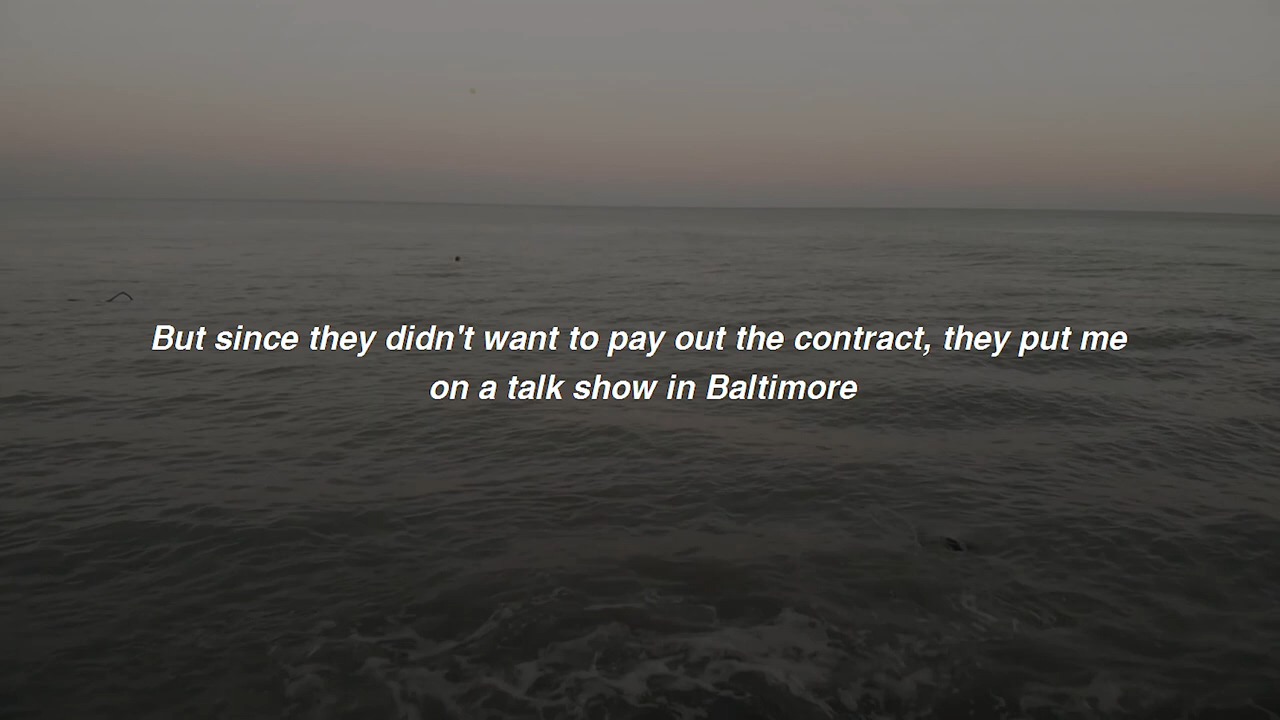 But since they didn't want to pay out the contract, they put me
on a talk show in Baltimore